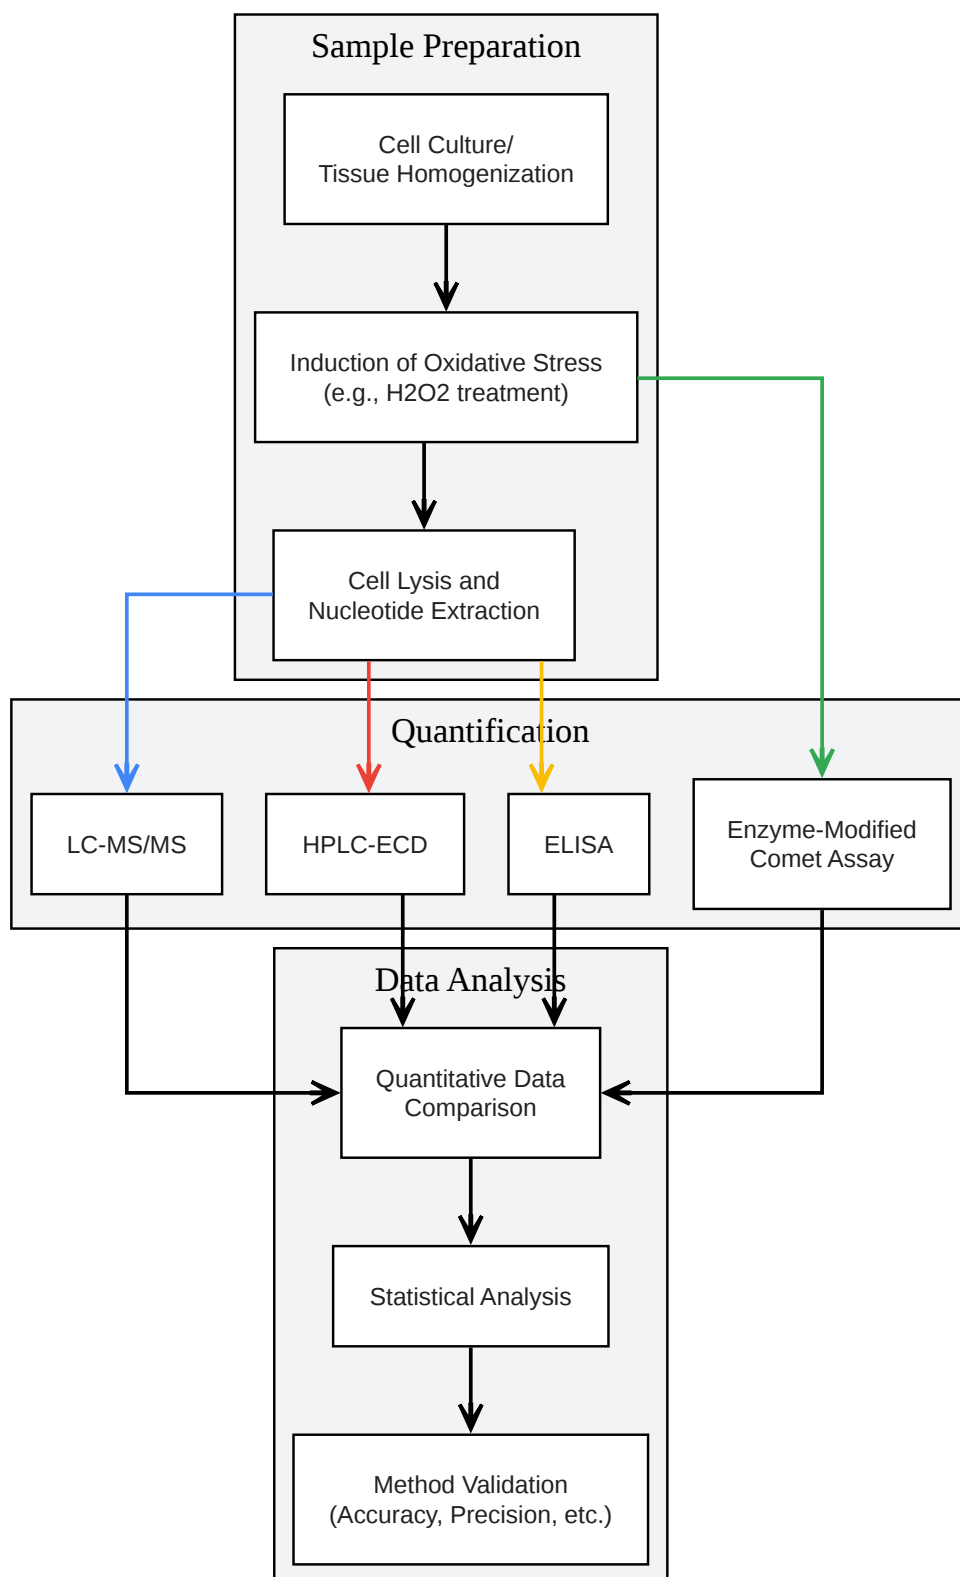 Sample Preparation
Cell Culture/
Tissue Homogenization
Induction of Oxidative Stress
(e.g., H2O2 treatment)
Cell Lysis and
Nucleotide Extraction
Quantification
LC-MS/MS
HPLC-ECD
ELISA
Enzyme-Modified
Comet Assay
Data Analysis
Quantitative Data
Comparison
Statistical Analysis
Method Validation
(Accuracy, Precision, etc.)